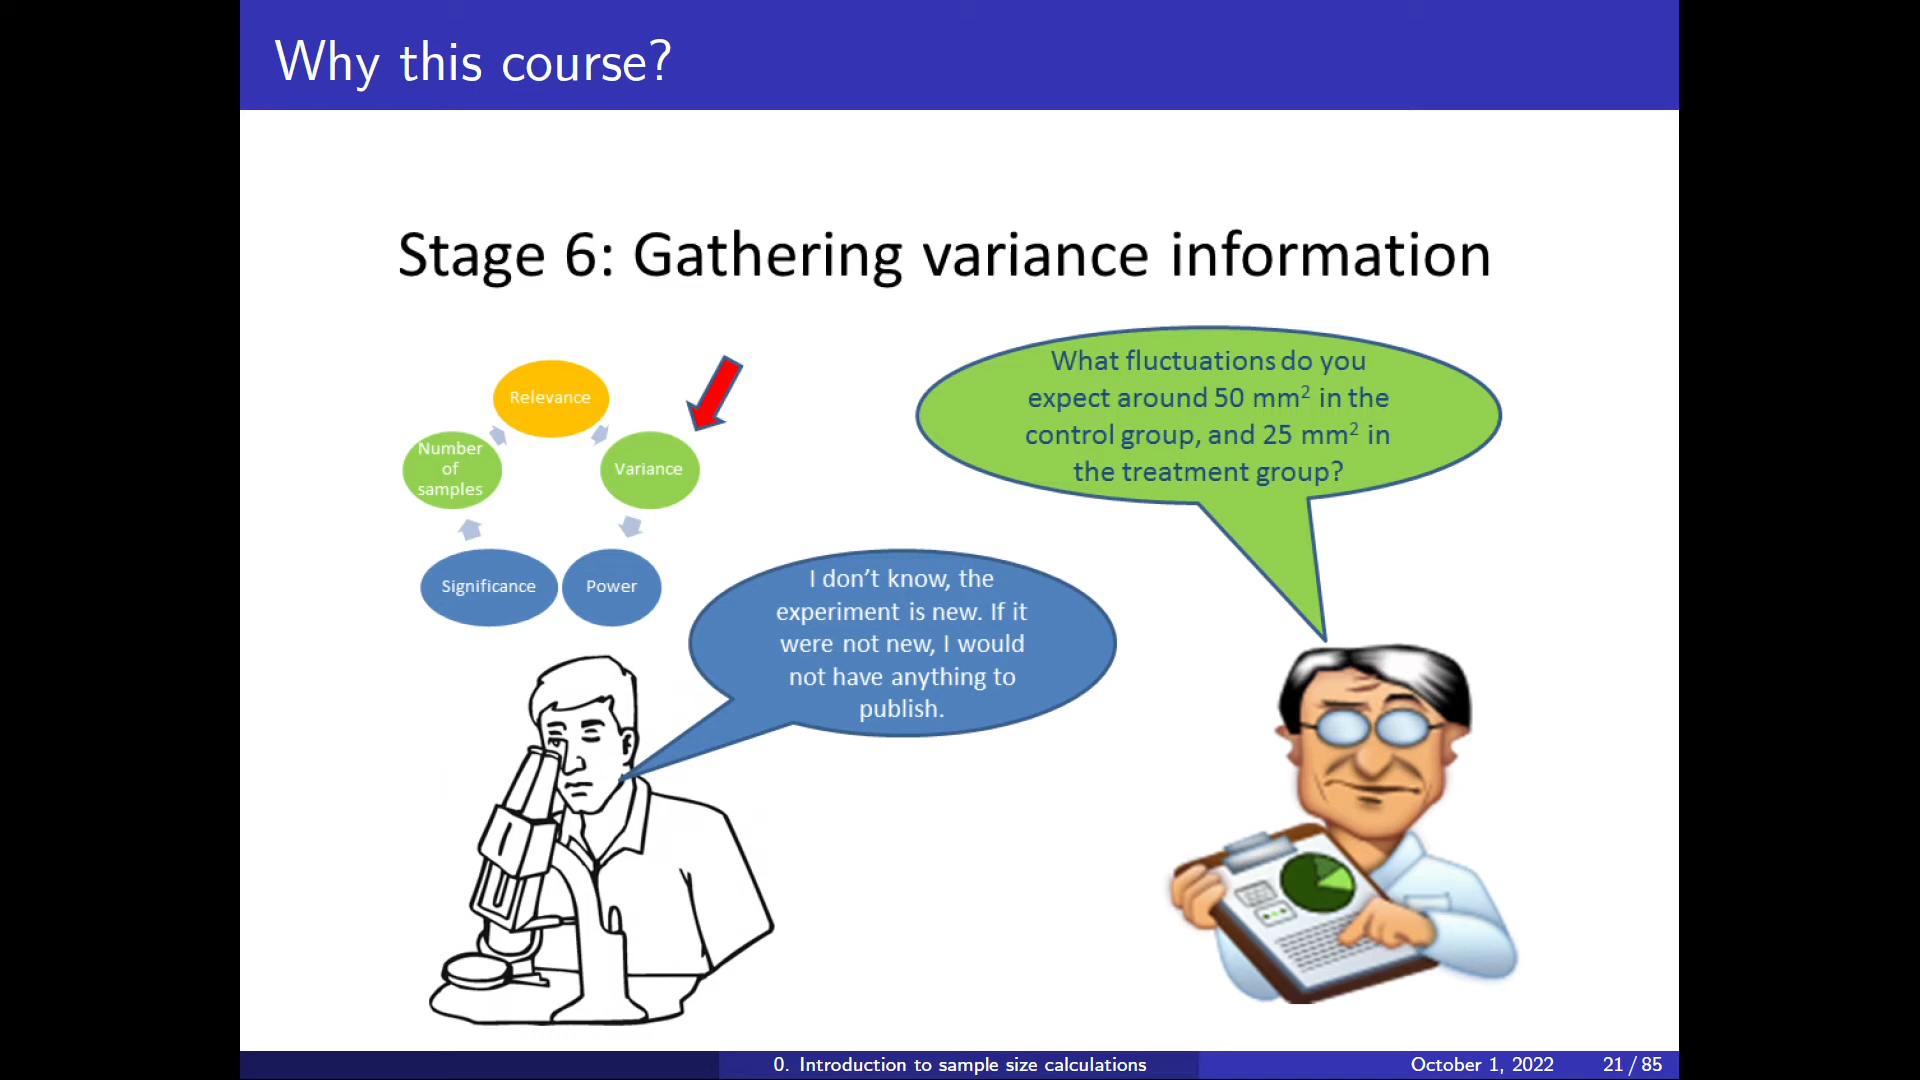 Why this course?
Stage 6: Gathering variance information
Relevance
Number
of
samples
Variance
Significance
Power
What fluctuations do you
expect around 50 mm² in the
control group, and 25 mm² in
the treatment group?
I don’t know, the
experiment is new. If it
were not new, I would
not have anything to
publish.
0. Introduction to sample size calculations
October 1, 2022
21 / 85